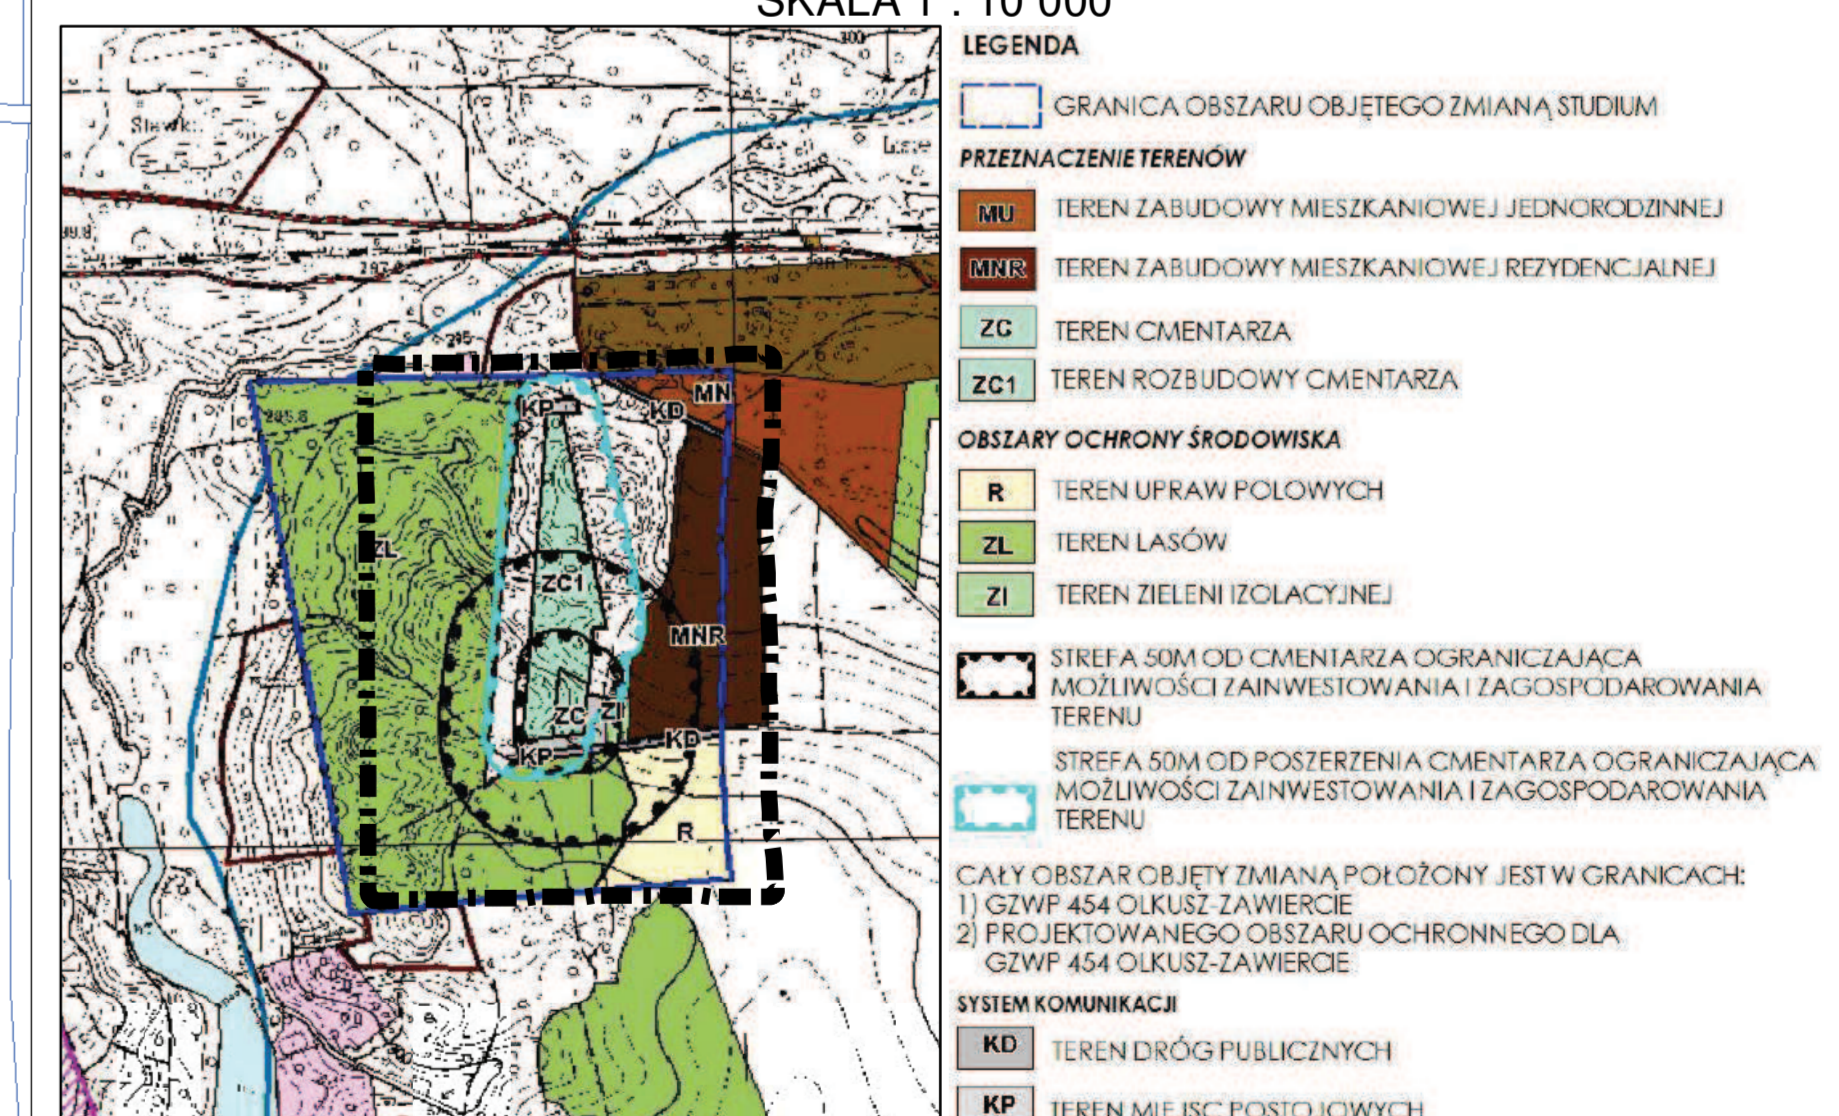 SKALA 1 : 10 000
300
LEGENDA
GRANICA OBSZARU OBJĘTEGO ZMIANĄ STUDIUM
PRZEZNACZENIE TERENÓW
MU TEREN ZABUDOWY MIESZKANIOWEJ JEDNORODZINNEJ
MNR TEREN ZABUDOWY MIESZKANIOWEJ REZYDENCJALNEJ
ZC TEREN CMENTARZA
ZC1 TEREN ROZBUDOWY CMENTARZA
OBSZARY OCHRONY ŚRODOWISKA
R TEREN UPRAW POLOWYCH
ZL TEREN LASÓW
ZI TEREN ZIELENI IZOLACYJNEJ
STREFA 50M OD CMENTARZA OGRANICZAJĄCA
MOŻLIWOŚCI ZAINWESTOWANIA I ZAGOSPODAROWANIA
TERENU
STREFA 50M OD POSZERZENIA CMENTARZA OGRANICZAJĄCA
MOŻLIWOŚCI ZAINWESTOWANIA I ZAGOSPODAROWANIA
TERENU
CAŁY OBSZAR OBJĘTY ZMIANĄ POŁOŻONY JEST W GRANICACH:
1) GZWP 454 OLKUSZ-ZAWIERCIE
2) PROJEKTOWANEGO OBSZARU OCHRONNEGO DLA
GZWP 454 OLKUSZ-ZAWIERCIE
SYSTEM KOMUNIKACJI
KD TEREN DRÓG PUBLICZNYCH
KP TEREN MIEJSC POSTOJOWYCH
MN
KP
KD
ZL
ZC1
MNR
ZC
ZI
KD
KP
R